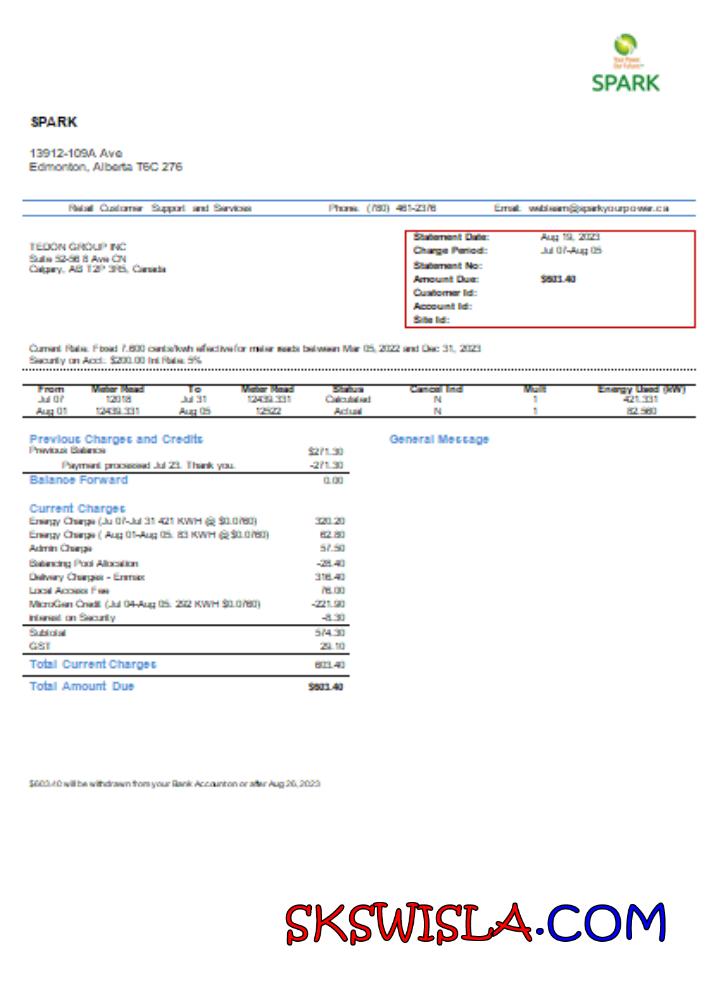 Your Power
Our Future™
SPARK
SPARK
13912-109A Ave
Edmonton, Alberta T6C 276
Retail Customer Support and Services Phone. (780) 461-2376 Email: webteam@sparkyourpower.ca
TEDON GROUP INC
Suite 52-56 8 Ave CN
Calgary, AB T2P 3R5, Canada
Statement Date: Aug 19, 2023
Charge Period: Jul 07-Aug 05
Statement No:
Amount Due: $603.40
Customer Id:
Account Id:
Site Id:
Current Rate: Fixed 7.600 cents/kwh effective for meter reads between Mar 05, 2022 and Dec 31, 2023
Security on Acct.: $200.00 Int Rate: 5%
From Meter Read To Meter Read Status Cancel Ind Mult Energy Used (kW)
Jul 07 12018 Jul 31 12439.331 Calculated N 1 421.331
Aug 01 12439.331 Aug 05 12522 Actual N 1 82.560
Previous Charges and Credits
Previous Balance $271.30
Payment processed Jul 23. Thank you. -271.30
Balance Forward 0.00
General Message
Current Charges
Energy Charge (Ju 07-Jul 31 421 KWH @ $0.0760) 320.20
Energy Charge ( Aug 01-Aug 05. 83 KWH @ $0.0760) 62.80
Admin Charge 57.50
Balancing Pool Allocation -28.40
Delivery Charges - Enmax 316.40
Local Access Fee 76.00
MicroGen Credit (Jul 04-Aug 05. 292 KWH $0.0760) -221.90
Interest on Security -8.30
Subtotal 574.30
GST 29.10
Total Current Charges 603.40
Total Amount Due $603.40
$603.40 will be withdrawn from your Bank Accounton or after Aug 26, 2023
SKSWISLA.COM